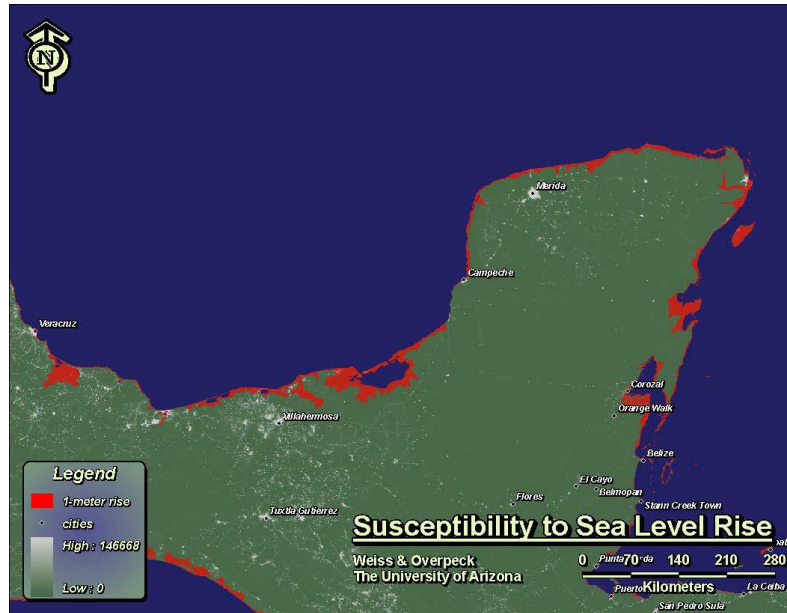 N
Merida
Campeche
Veracruz
Corozal
Orange Walk
Villahermosa
Belize
El Cayo
Belmopan
Flores
Stann Creek Town
Tuxtla Gutierrez
Legend
1-meter rise
cities
High : 146668
Low : 0
Susceptibility to Sea Level Rise
Weiss & Overpeck
The University of Arizona
0 70 140 210 280
Kilometers
Punta
Puerto
La Ceiba
San Pedro Sula